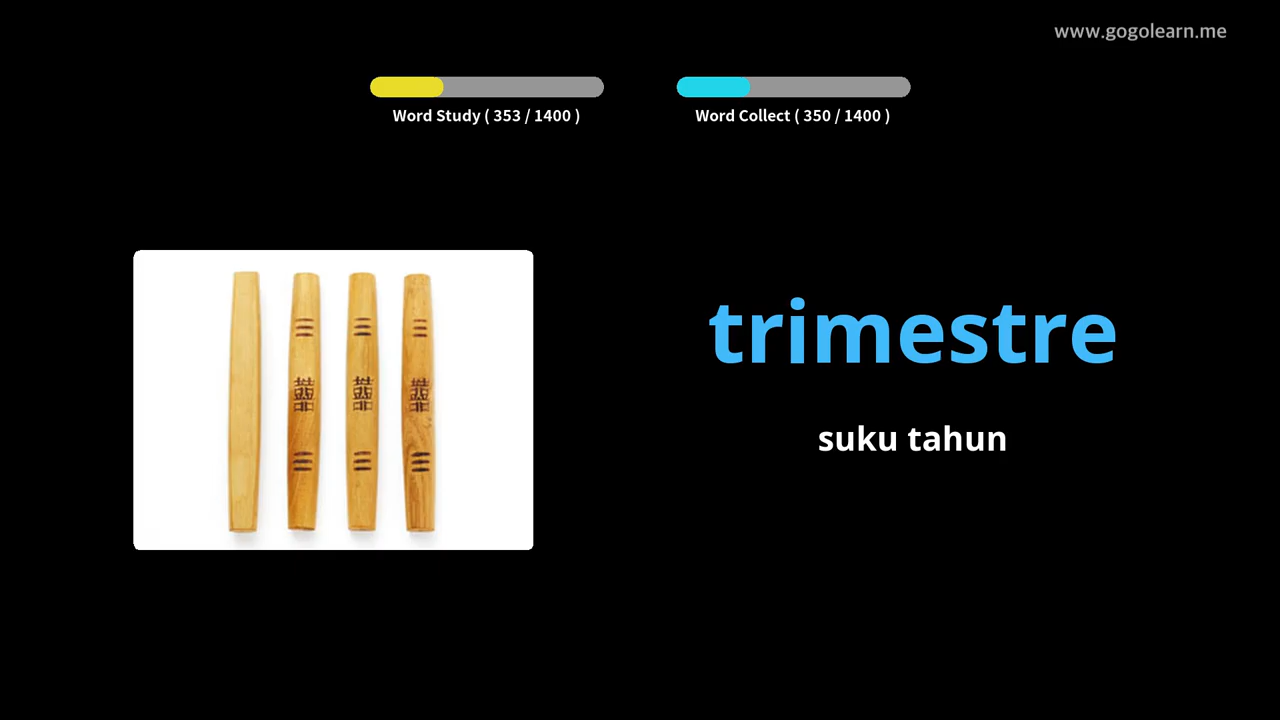 www.gogolearn.me
Word Study ( 353 / 1400 )
Word Collect ( 350 / 1400 )
trimestre
suku tahun